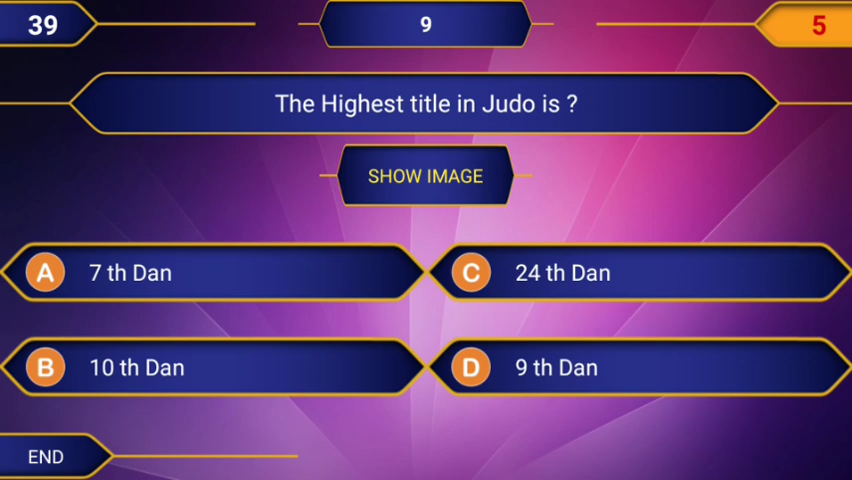 39
9
5
The Highest title in Judo is ?
SHOW IMAGE
A 7 th Dan
C 24 th Dan
B 10 th Dan
D 9 th Dan
END